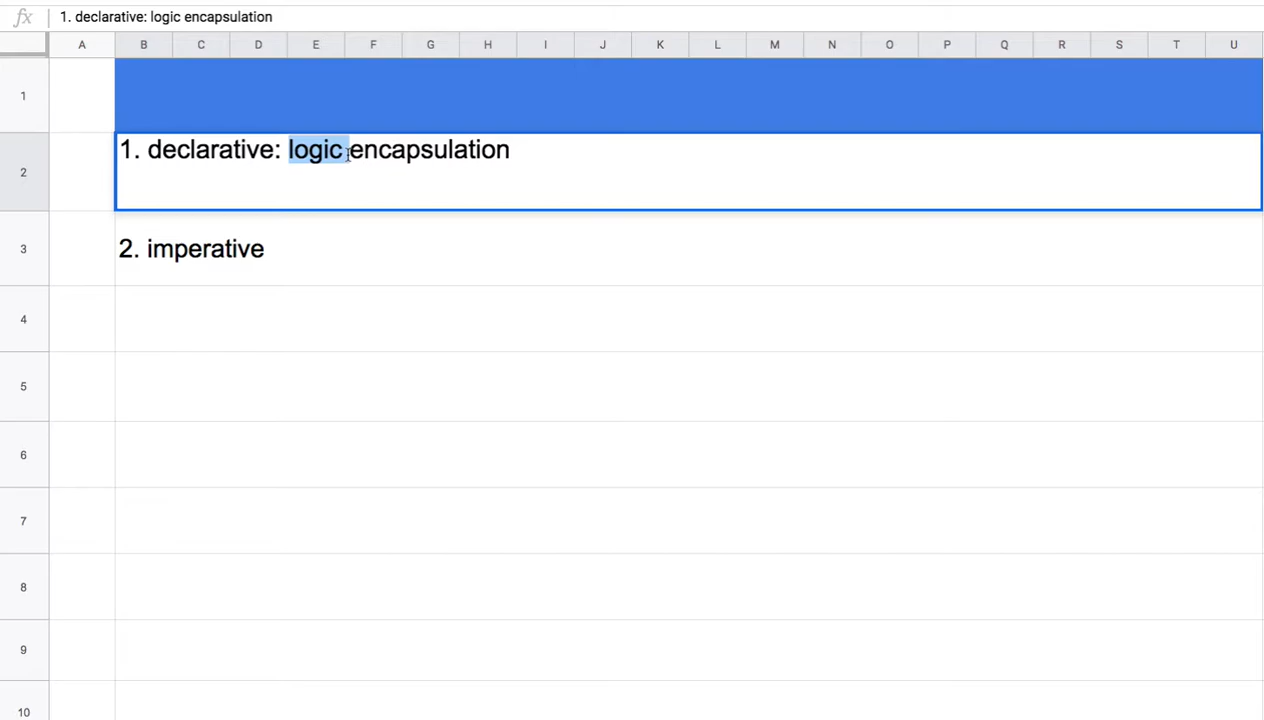 fx 1. declarative: logic encapsulation
A B C D E F G H I J K L M N O P Q R S T U
1
2 1. declarative: logic encapsulation
3 2. imperative
4
5
6
7
8
9
10